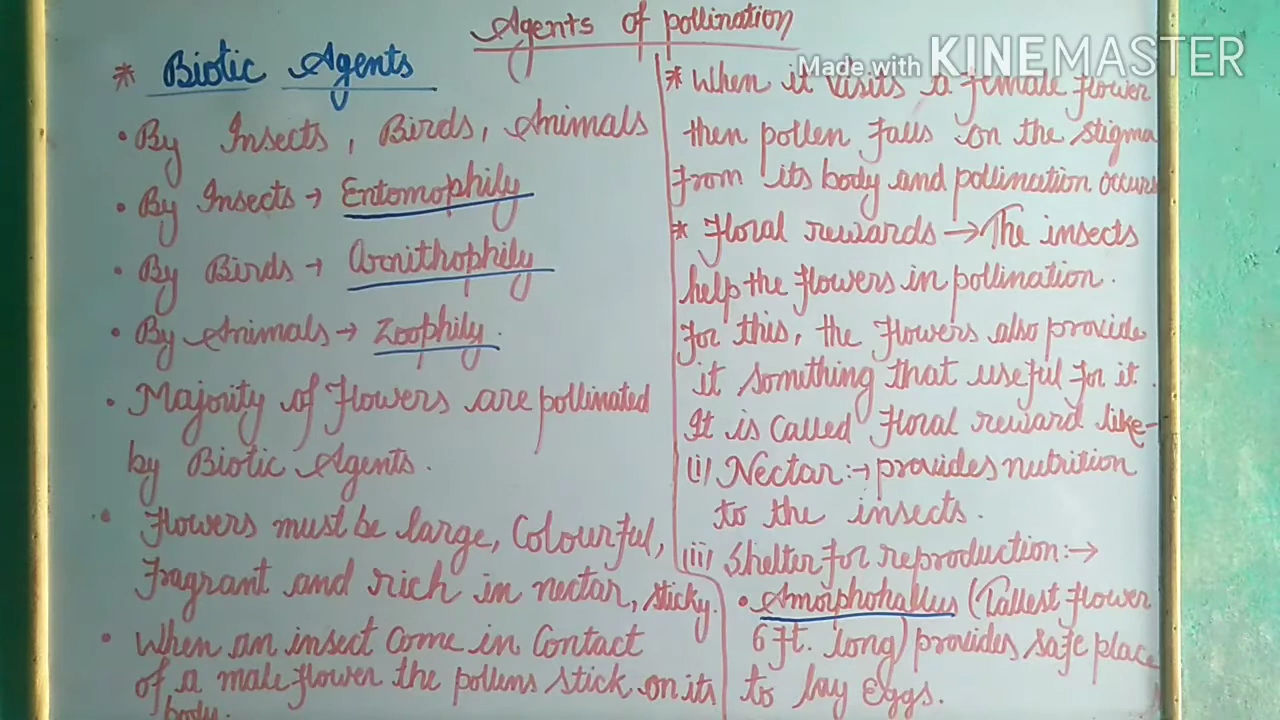 Agents of pollination
Made with KINEMASTER
* Biotic Agents
• By Insects, Birds, Animals
• By Insects → Entomophily
• By Birds → Ornithophily
• By Animals → Zoophily.
• Majority of flowers are pollinated
by Biotic Agents.
• Flowers must be large, Colourful,
Fragrant and rich in nectar, sticky.
• When an insect come in Contact
of a male flower the pollens stick on its
body.
* When it visits a female flower
then pollen falls on the stigma
from its body and pollination occurs
* Floral rewards → The insects
help the flowers in pollination.
For this, the flowers also provide
it something that useful for it.
It is called floral reward like-
(i) Nectar:→ provides nutrition
to the insects.
(ii) Shelter for reproduction:→
• Amorphohallus (Tallest flower
6 ft. long) provides safe place
to lay eggs.